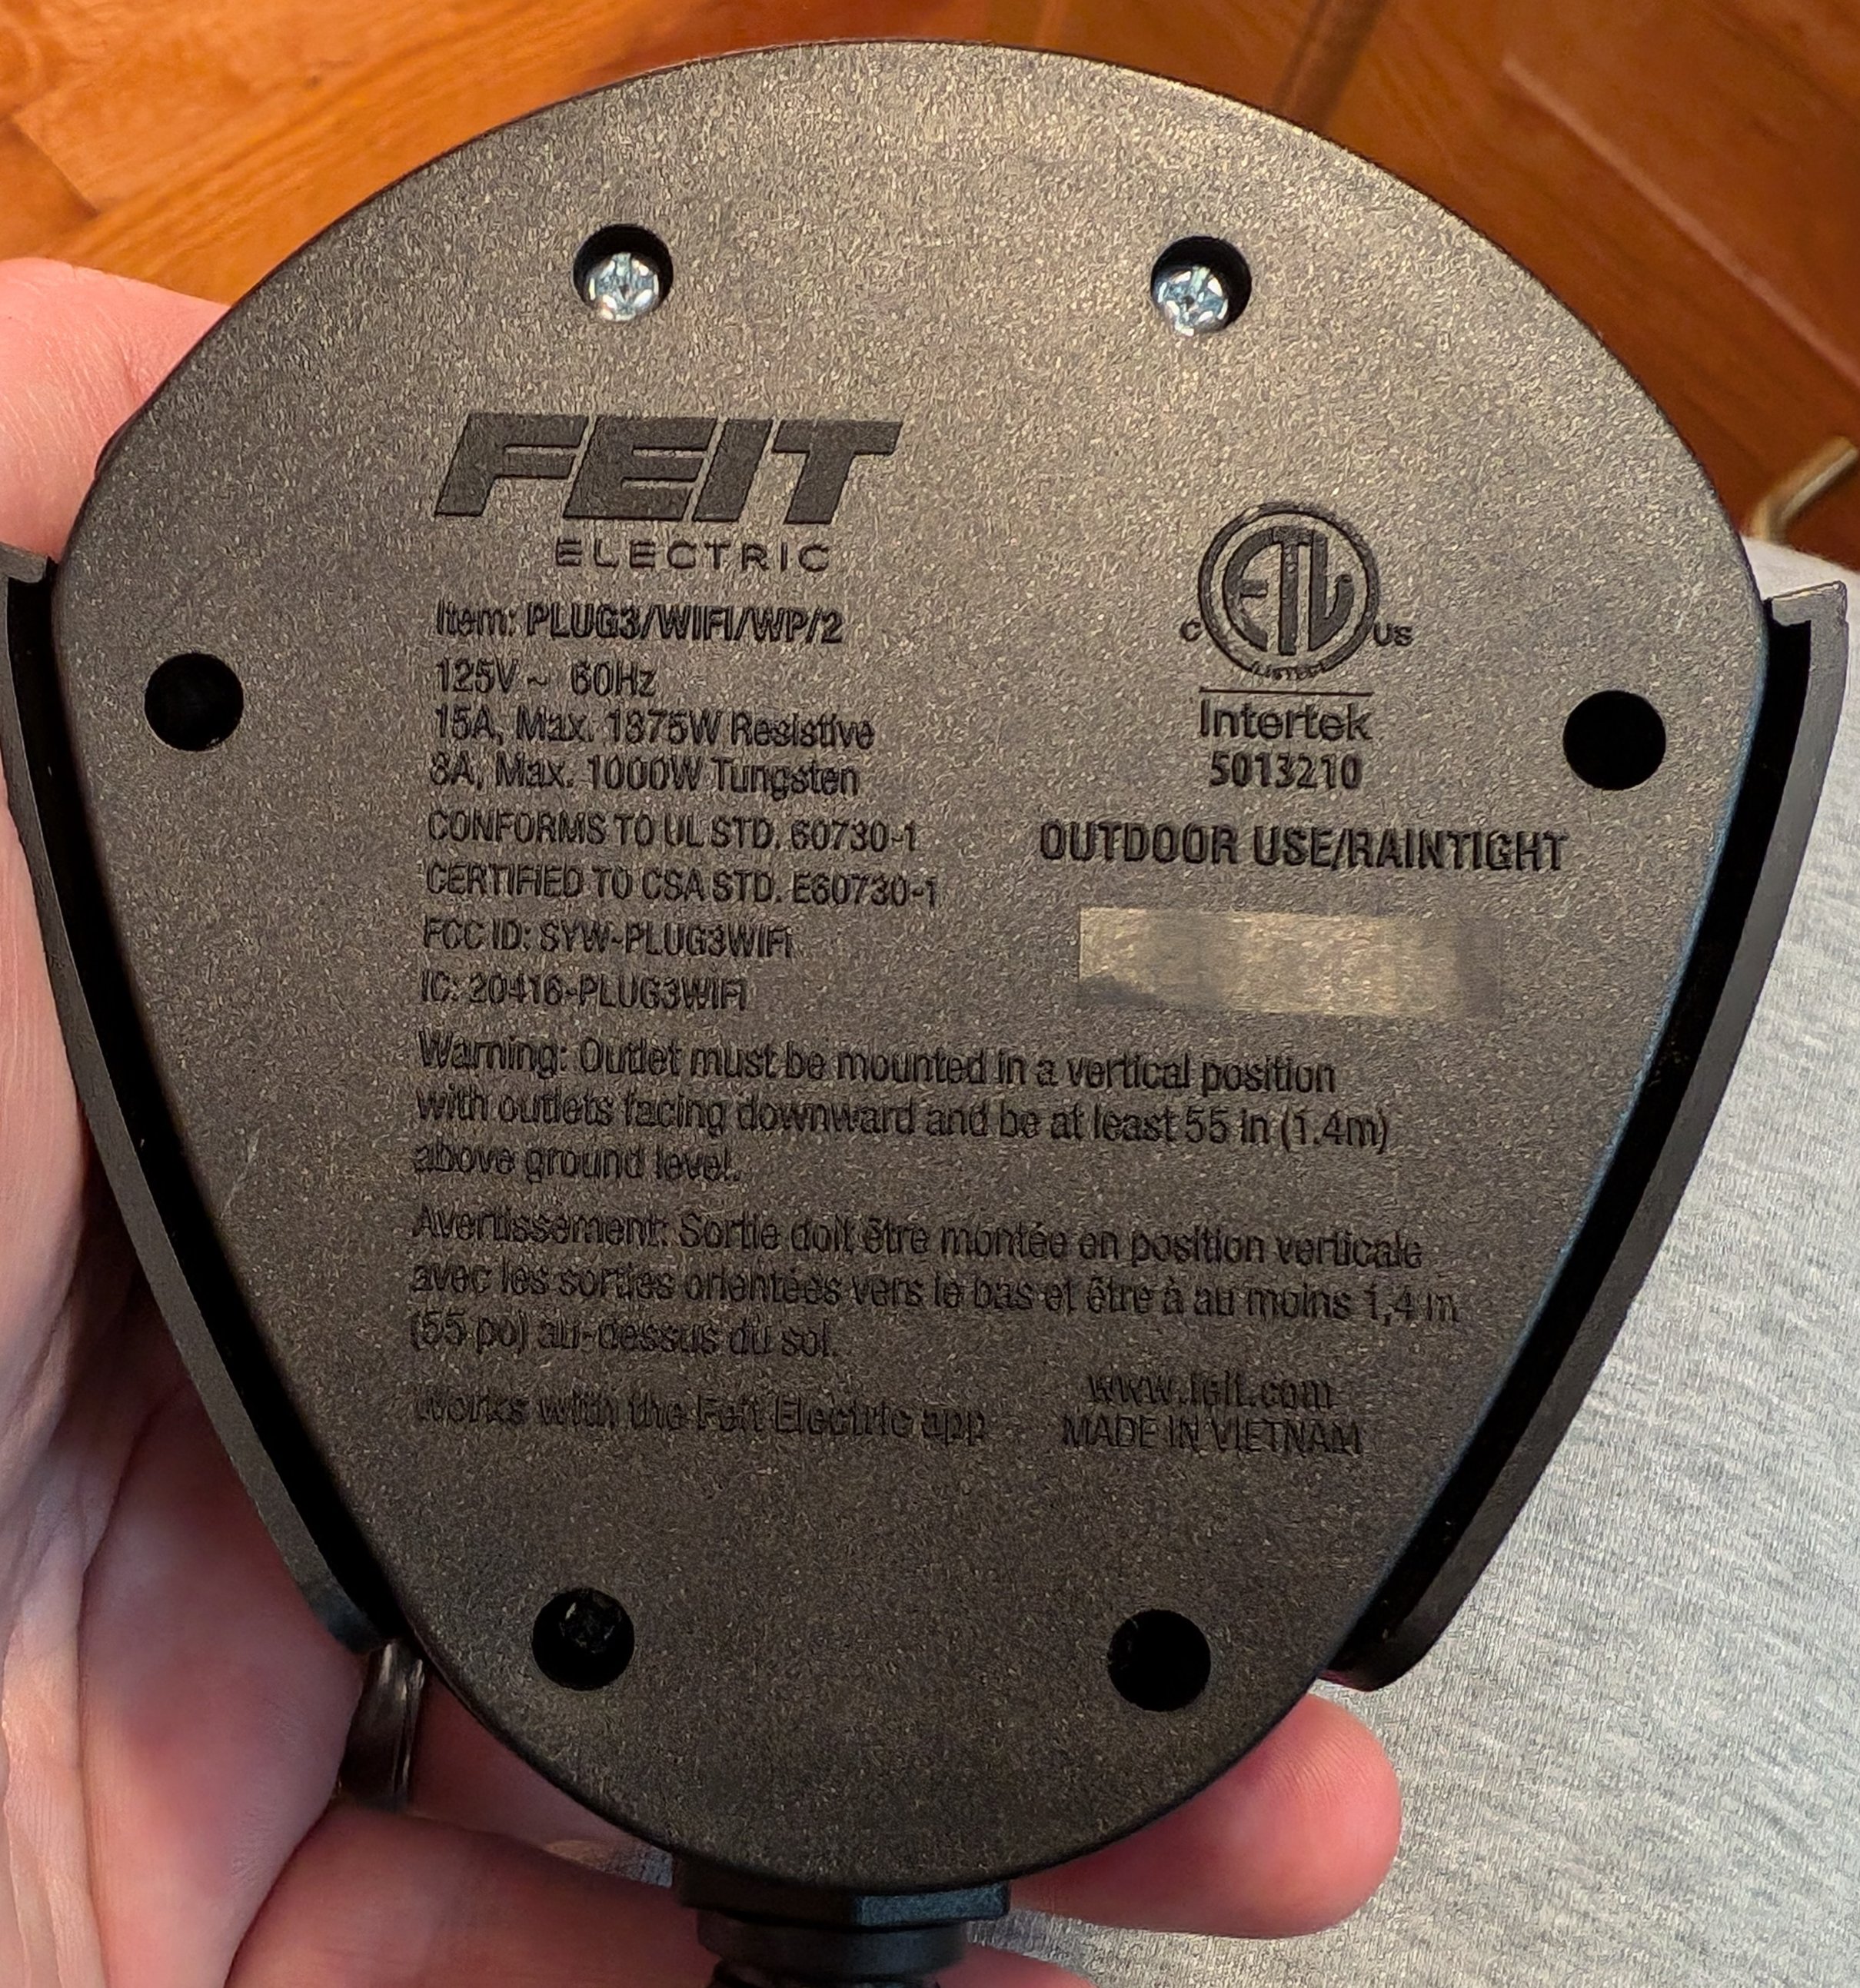 FEIT
ELECTRIC
Item: PLUG3/WIFI/WP/2
125V ~ 60Hz
15A, Max. 1875W Resistive
8A, Max. 1000W Tungsten
CONFORMS TO UL STD. 60730-1
CERTIFIED TO CSA STD. E60730-1
FCC ID: SYW-PLUG3WIFI
IC: 20416-PLUG3WIFI
ETL
C US
LISTED
Intertek
5013210
OUTDOOR USE/RAINTIGHT
Warning: Outlet must be mounted in a vertical position
with outlets facing downward and be at least 55 in (1.4m)
above ground level.
Avertissement: Sortie doit être montée en position verticale
avec les sorties orientées vers le bas et être à au moins 1,4 m
(55 po) au-dessus du sol.
Works with the Feit Electric app
www.feit.com
MADE IN VIETNAM